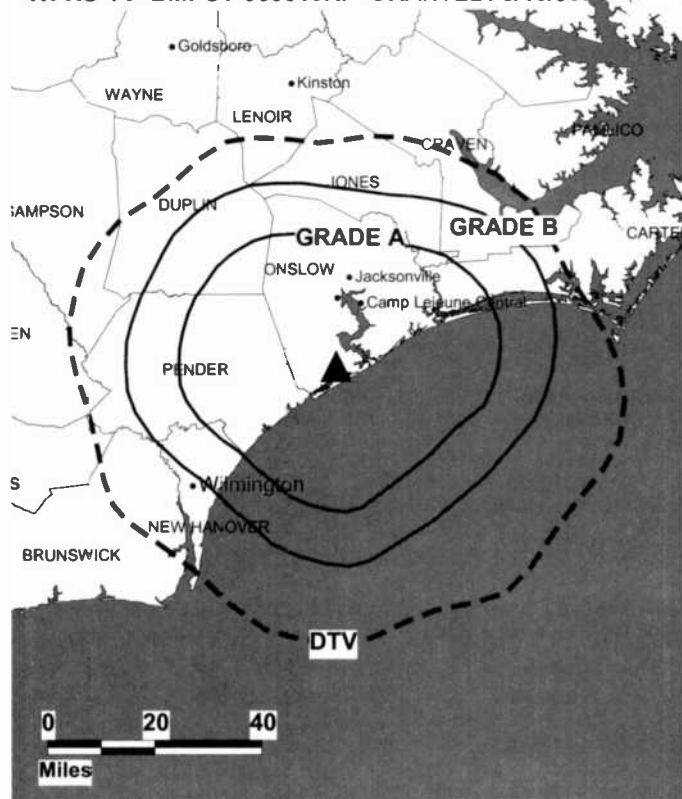 Goldsboro
Kinston
WAYNE
LENOIR
CRAVEN
PAMLICO
JONES
SAMPSON
DUPLIN
GRADE B
GRADE A
CARTER
ONSLOW
Jacksonville
Camp Lejeune Central
EN
PENDER
S
Wilmington
NEW HANOVER
BRUNSWICK
DTV
0 20 40
Miles